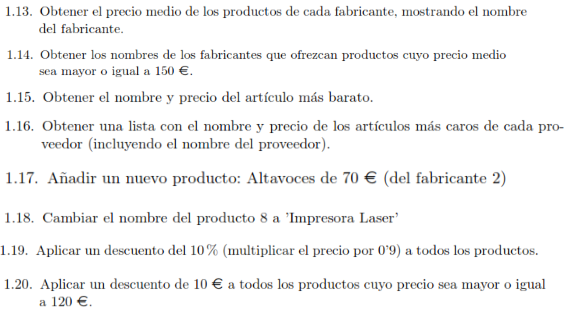 1.13. Obtener el precio medio de los productos de cada fabricante, mostrando el nombre
del fabricante.
1.14. Obtener los nombres de los fabricantes que ofrezcan productos cuyo precio medio
sea mayor o igual a 150 €.
1.15. Obtener el nombre y precio del artículo más barato.
1.16. Obtener una lista con el nombre y precio de los artículos más caros de cada pro-
veedor (incluyendo el nombre del proveedor).
1.17. Añadir un nuevo producto: Altavoces de 70 € (del fabricante 2)
1.18. Cambiar el nombre del producto 8 a 'Impresora Laser'
1.19. Aplicar un descuento del 10 % (multiplicar el precio por 0'9) a todos los productos.
1.20. Aplicar un descuento de 10 € a todos los productos cuyo precio sea mayor o igual
a 120 €.